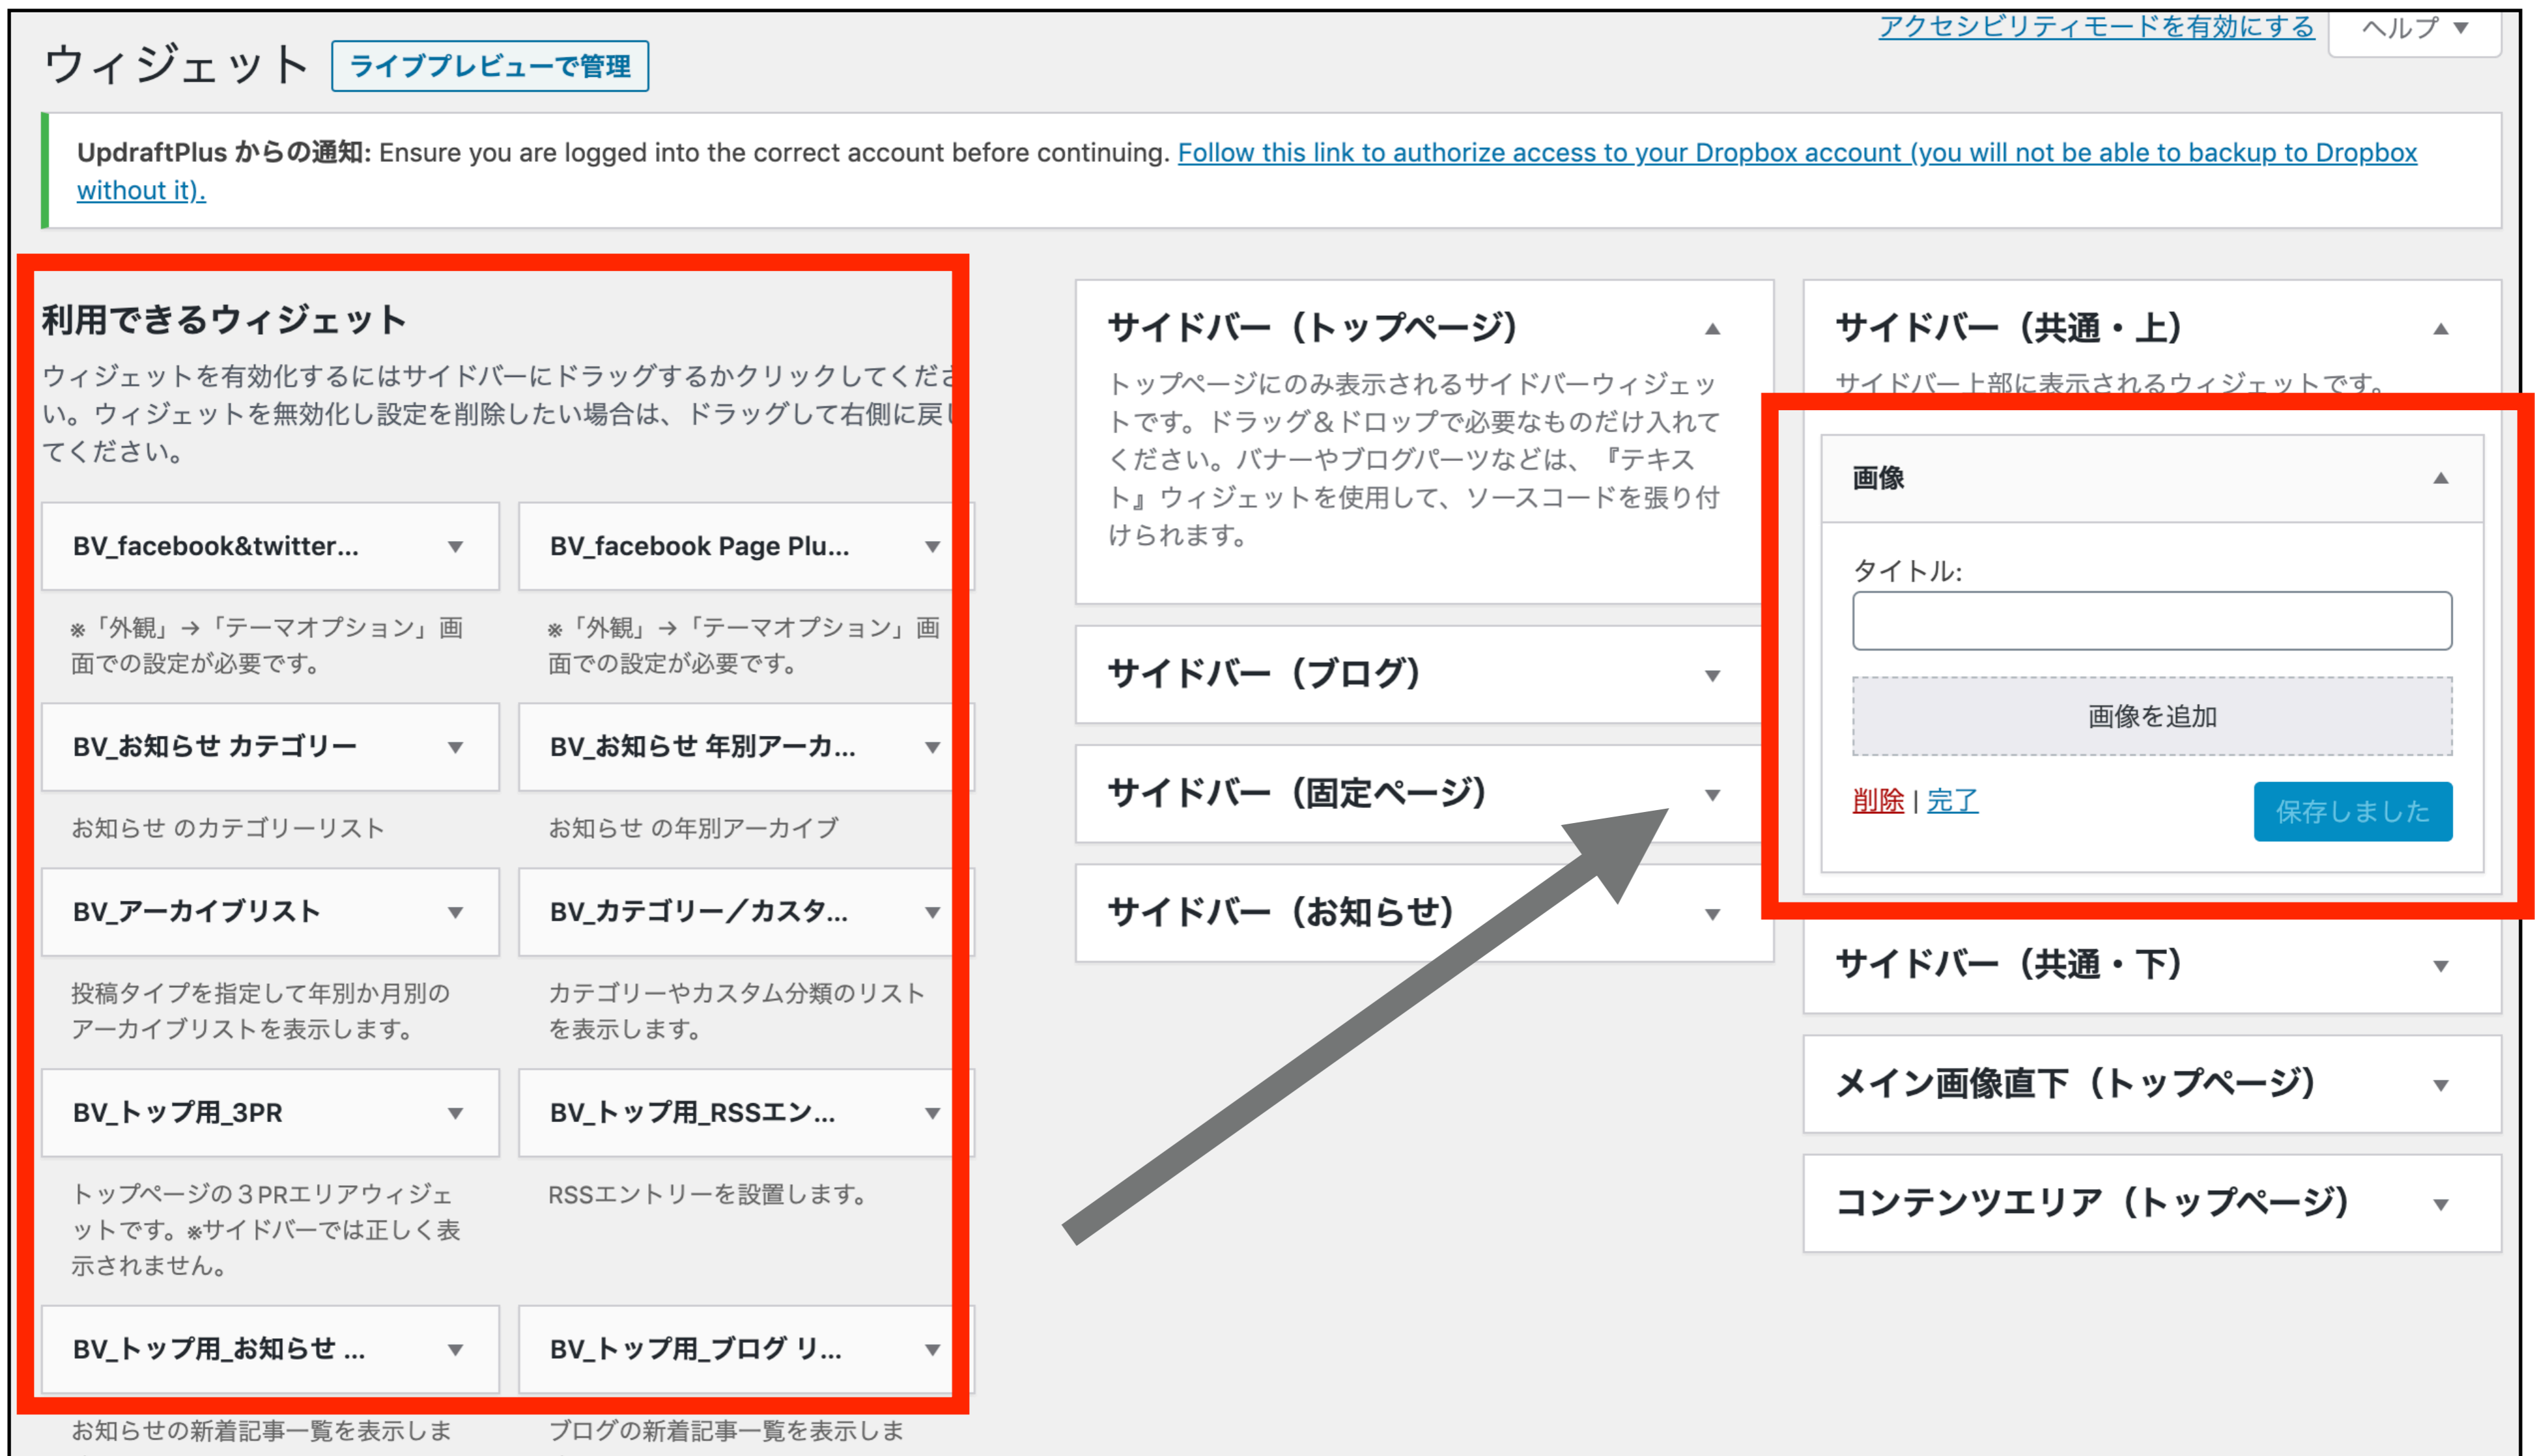 アクセシビリティモードを有効にする
ヘルプ ▼
ウィジェット
ライブプレビューで管理
UpdraftPlus からの通知: Ensure you are logged into the correct account before continuing. Follow this link to authorize access to your Dropbox account (you will not be able to backup to Dropbox
without it).
利用できるウィジェット
ウィジェットを有効化するにはサイドバーにドラッグするかクリックしてくださ
い。ウィジェットを無効化し設定を削除したい場合は、ドラッグして右側に戻し
てください。
BV_facebook&twitter...
BV_facebook Page Plu...
※「外観」→「テーマオプション」画
面での設定が必要です。
※「外観」→「テーマオプション」画
面での設定が必要です。
BV_お知らせ カテゴリー
BV_お知らせ 年別アーカ...
お知らせ のカテゴリーリスト
お知らせ の年別アーカイブ
BV_アーカイブリスト
BV_カテゴリー／カスタ...
投稿タイプを指定して年別か月別の
アーカイブリストを表示します。
カテゴリーやカスタム分類のリスト
を表示します。
BV_トップ用_3PR
BV_トップ用_RSSエン...
トップページの３PRエリアウィジェ
ットです。※サイドバーでは正しく表
示されません。
RSSエントリーを設置します。
BV_トップ用_お知らせ ...
BV_トップ用_ブログ リ...
お知らせの新着記事一覧を表示しま
ブログの新着記事一覧を表示しま
サイドバー（トップページ）
トップページにのみ表示されるサイドバーウィジェッ
トです。ドラッグ＆ドロップで必要なものだけ入れて
ください。バナーやブログパーツなどは、『テキス
ト』ウィジェットを使用して、ソースコードを張り付
けられます。
サイドバー（ブログ）
サイドバー（固定ページ）
サイドバー（お知らせ）
サイドバー（共通・上）
サイドバー上部に表示されるウィジェットです。
画像
タイトル:
画像を追加
削除 | 完了
保存しました
サイドバー（共通・下）
メイン画像直下（トップページ）
コンテンツエリア（トップページ）